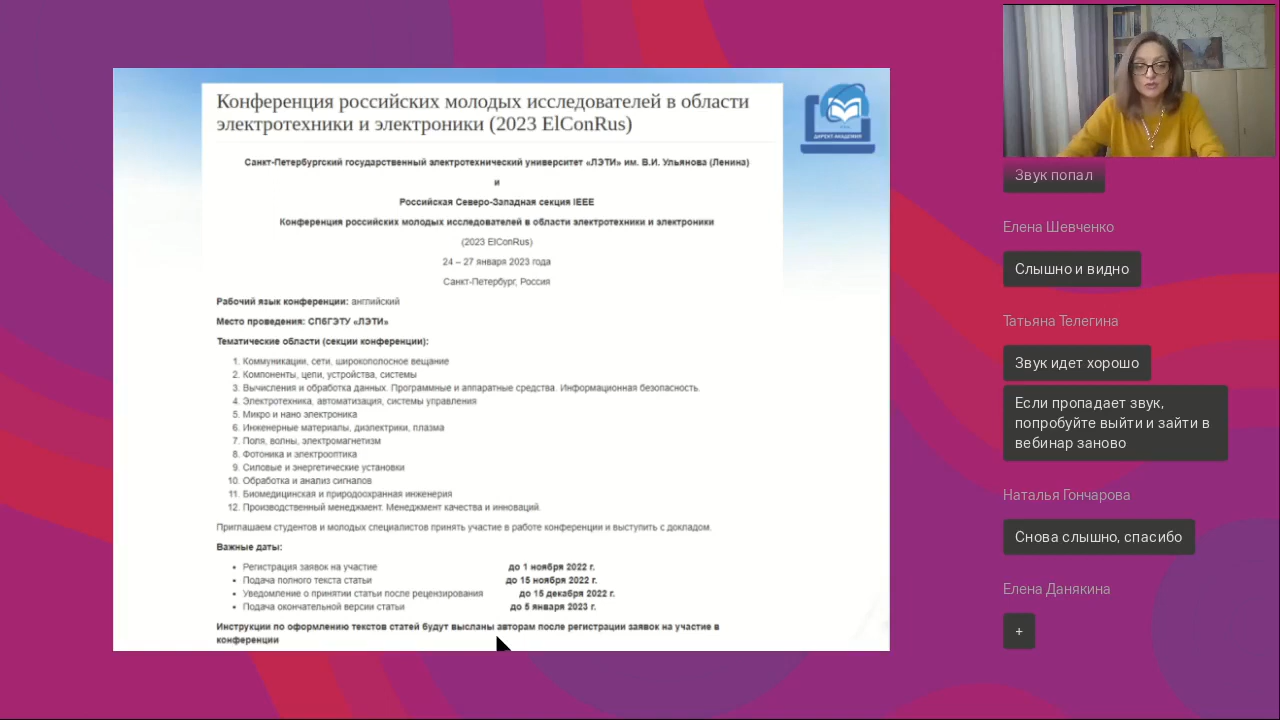 Конференция российских молодых исследователей в области
электротехники и электроники (2023 ElConRus)
Санкт-Петербургский государственный электротехнический университет «ЛЭТИ» им. В.И. Ульянова (Ленина)
и
Российская Северо-Западная секция IEEE
Конференция российских молодых исследователей в области электротехники и электроники
(2023 ElConRus)
24 – 27 января 2023 года
Санкт-Петербург, Россия
Рабочий язык конференции: английский
Место проведения: СПбГЭТУ «ЛЭТИ»
Тематические области (секции конференции):
1. Коммуникации, сети, широкополосное вещание
2. Компоненты, цепи, устройства, системы
3. Вычисления и обработка данных. Программные и аппаратные средства. Информационная безопасность.
4. Электротехника, автоматизация, системы управления
5. Микро и нано электроника
6. Инженерные материалы, диэлектрики, плазма
7. Поля, волны, электромагнетизм
8. Фотоника и электрооптика
9. Силовые и энергетические установки
10. Обработка и анализ сигналов
11. Биомедицинская и природоохранная инженерия
12. Производственный менеджмент. Менеджмент качества и инноваций.
Приглашаем студентов и молодых специалистов принять участие в работе конференции и выступить с докладом.
Важные даты:
• Регистрация заявок на участие до 1 ноября 2022 г.
• Подача полного текста статьи до 15 ноября 2022 г.
• Уведомление о принятии статьи после рецензирования до 15 декабря 2022 г.
• Подача окончательной версии статьи до 5 января 2023 г.
Инструкции по оформлению текстов статей будут высланы авторам после регистрации заявок на участие в
конференции
ДИРЕКТ-АКАДЕМИЯ
Звук попал
Елена Шевченко
Слышно и видно
Татьяна Телегина
Звук идет хорошо
Если пропадает звук,
попробуйте выйти и зайти в
вебинар заново
Наталья Гончарова
Снова слышно, спасибо
Елена Данякина
+